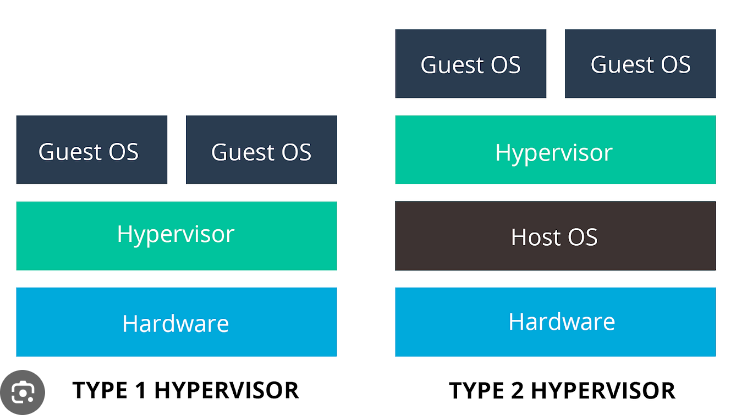 Guest OS
Guest OS
Hypervisor
Hardware
TYPE 1 HYPERVISOR
Guest OS
Guest OS
Hypervisor
Host OS
Hardware
TYPE 2 HYPERVISOR